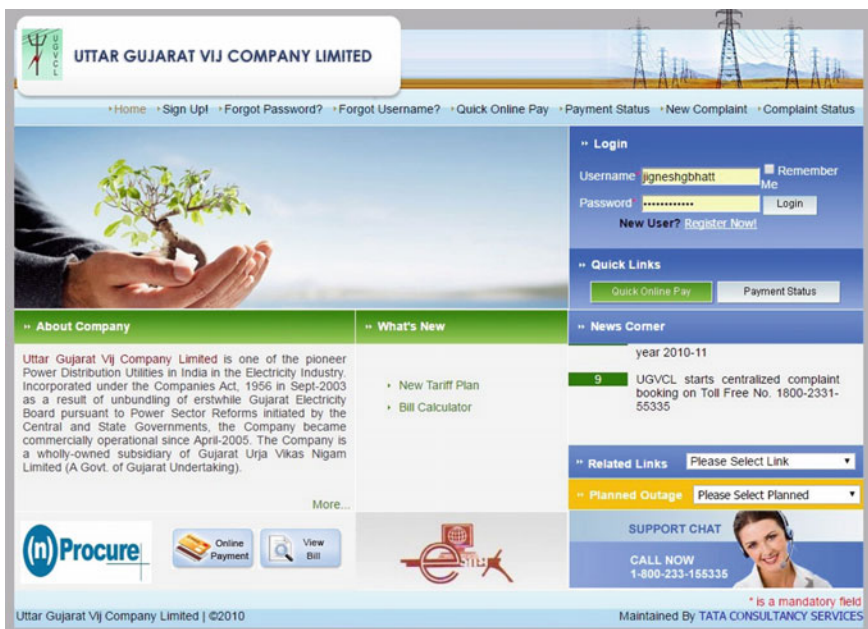 UGVCL
UTTAR GUJARAT VIJ COMPANY LIMITED
Home Sign Up! Forgot Password? Forgot Username? Quick Online Pay Payment Status New Complaint Complaint Status
Login
Username* jigneshgbhatt Remember Me
Password* ••••••••••••
Login
New User? Register Now!
Quick Links
Quick Online Pay Payment Status
About Company
Uttar Gujarat Vij Company Limited is one of the pioneer
Power Distribution Utilities in India in the Electricity Industry.
Incorporated under the Companies Act, 1956 in Sept-2003
as a result of unbundling of erstwhile Gujarat Electricity
Board pursuant to Power Sector Reforms initiated by the
Central and State Governments, the Company became
commercially operational since April-2005. The Company is
a wholly-owned subsidiary of Gujarat Urja Vikas Nigam
Limited (A Govt. of Gujarat Undertaking).
More...
What's New
New Tariff Plan
Bill Calculator
News Corner
year 2010-11
9 UGVCL starts centralized complaint
booking on Toll Free No. 1800-2331-
55335
Related Links Please Select Link
Planned Outage Please Select Planned
(n)Procure
Online
Payment
View
Bill
SUPPORT CHAT
CALL NOW
1-800-233-155335
* is a mandatory field
Uttar Gujarat Vij Company Limited | ©2010
Maintained By TATA CONSULTANCY SERVICES